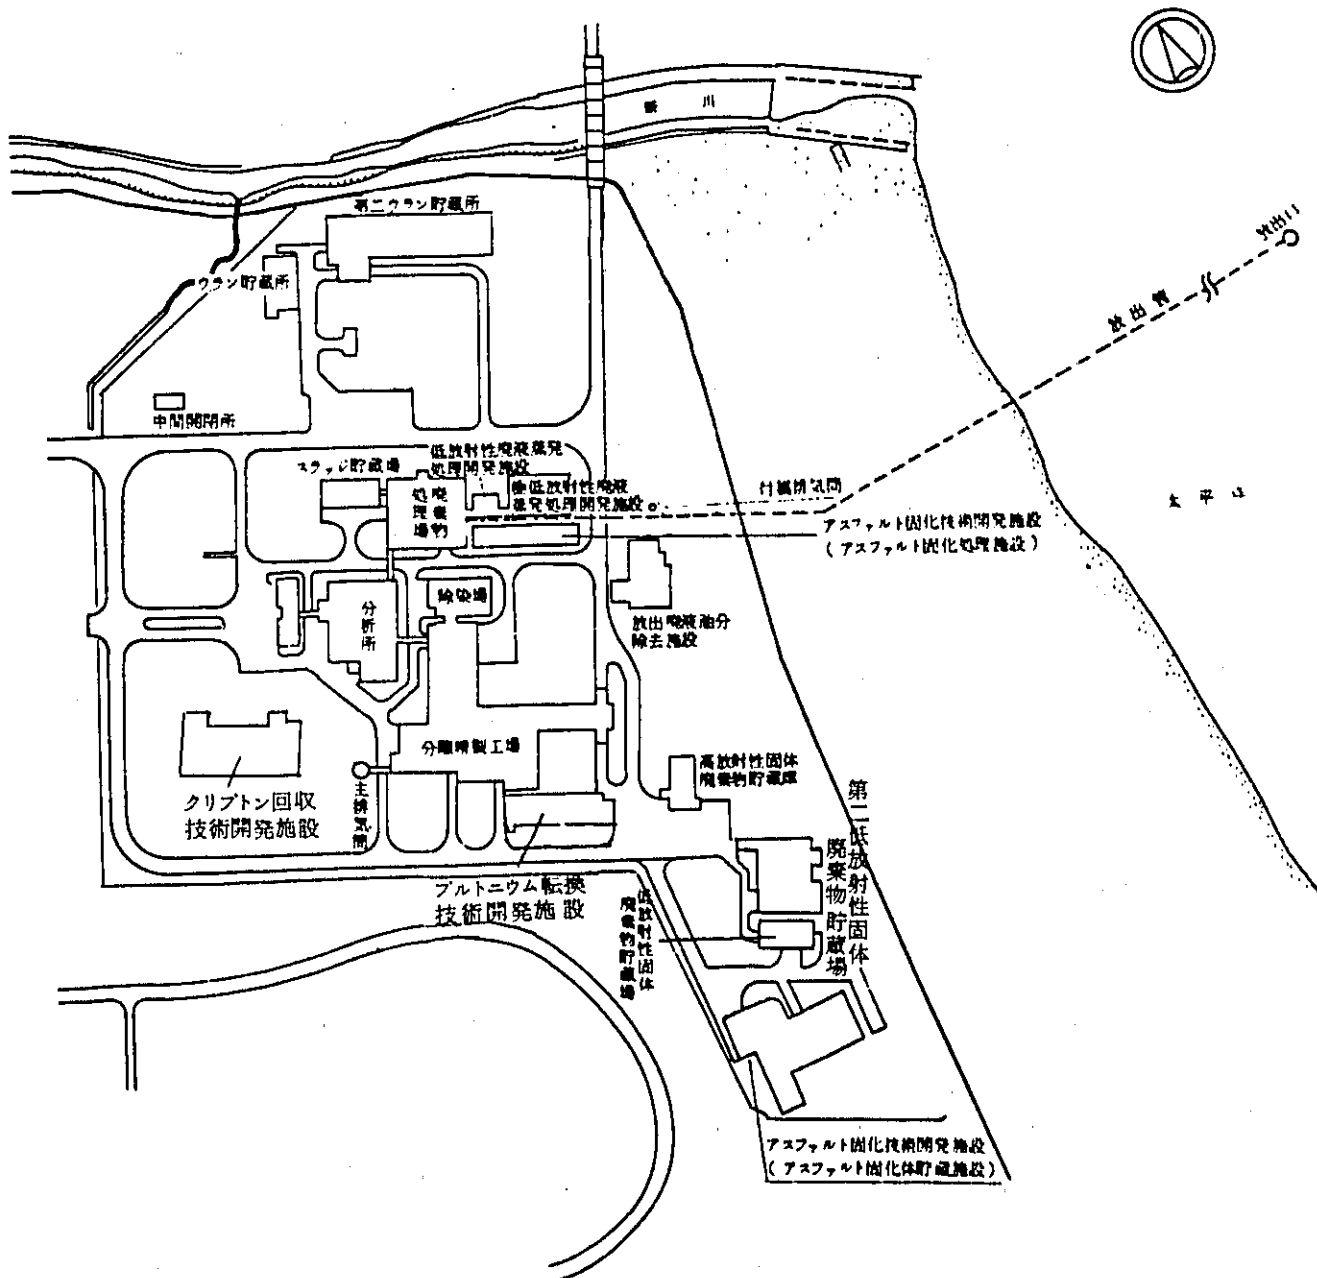 新川
第二ウラン貯蔵所
ウラン貯蔵所
放出口
放出管
中間開閉所
スラッジ貯蔵場
低放射性廃液蒸発
処理開発施設
極低放射性廃液
蒸発処理開発施設
廃棄物
処理場
付属排気筒
太平洋
アスファルト固化技術開発施設
(アスファルト固化処理施設)
除染場
分析所
放出廃液油分
除去施設
分離精製工場
主排気筒
クリプトン回収
技術開発施設
高放射性固体
廃棄物貯蔵庫
第二低放射性固体
廃棄物貯蔵場
プルトニウム転換
技術開発施設
低放射性固体
廃棄物貯蔵場
アスファルト固化技術開発施設
(アスファルト固化体貯蔵施設)